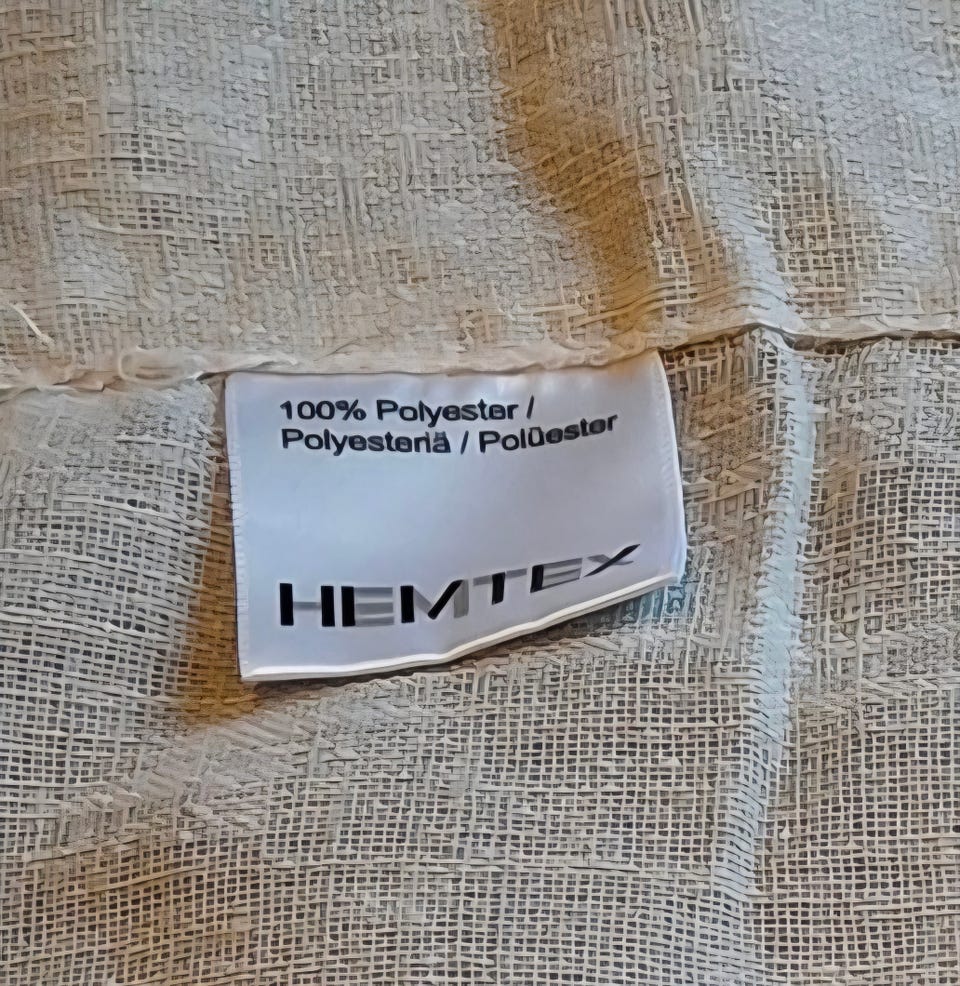 100% Polyester /
Polyesteriä / Polüester
HEMTEX